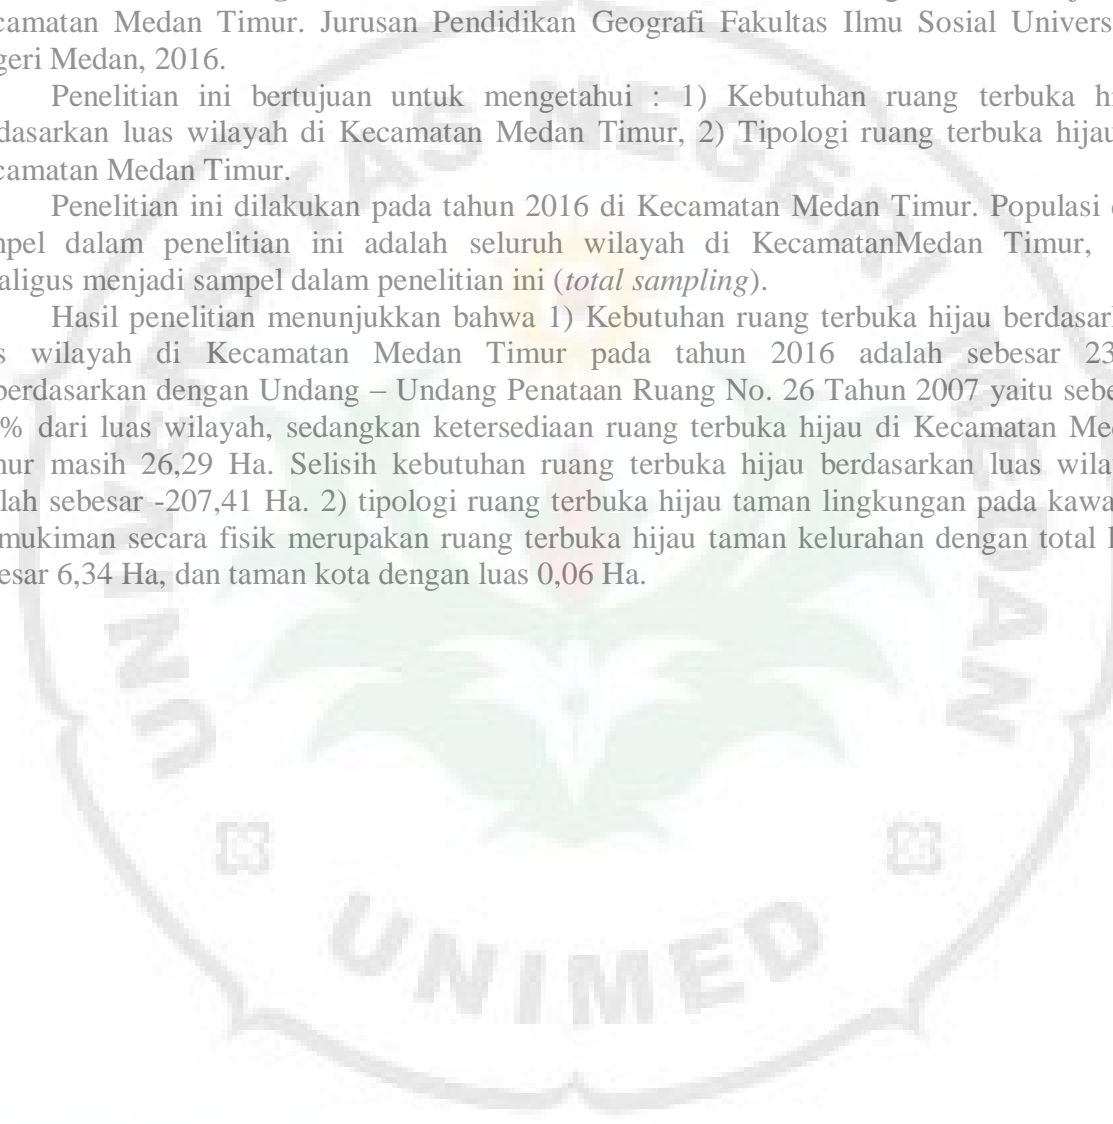 camatan Medan Timur. Jurusan Pendidikan Geografi Fakultas Ilmu Sosial Univers
geri Medan, 2016.
Penelitian ini bertujuan untuk mengetahui : 1) Kebutuhan ruang terbuka hi
dasarkan luas wilayah di Kecamatan Medan Timur, 2) Tipologi ruang terbuka hijau
camatan Medan Timur.
Penelitian ini dilakukan pada tahun 2016 di Kecamatan Medan Timur. Populasi
mpel dalam penelitian ini adalah seluruh wilayah di KecamatanMedan Timur,
aligus menjadi sampel dalam penelitian ini (total sampling).
Hasil penelitian menunjukkan bahwa 1) Kebutuhan ruang terbuka hijau berdasark
s wilayah di Kecamatan Medan Timur pada tahun 2016 adalah sebesar 23
berdasarkan dengan Undang – Undang Penataan Ruang No. 26 Tahun 2007 yaitu sebe
% dari luas wilayah, sedangkan ketersediaan ruang terbuka hijau di Kecamatan Med
mur masih 26,29 Ha. Selisih kebutuhan ruang terbuka hijau berdasarkan luas wila
lah sebesar -207,41 Ha. 2) tipologi ruang terbuka hijau taman lingkungan pada kawa
mukiman secara fisik merupakan ruang terbuka hijau taman kelurahan dengan total l
esar 6,34 Ha, dan taman kota dengan luas 0,06 Ha.
UNIVERSITAS NEGERI MEDAN
UNIMED